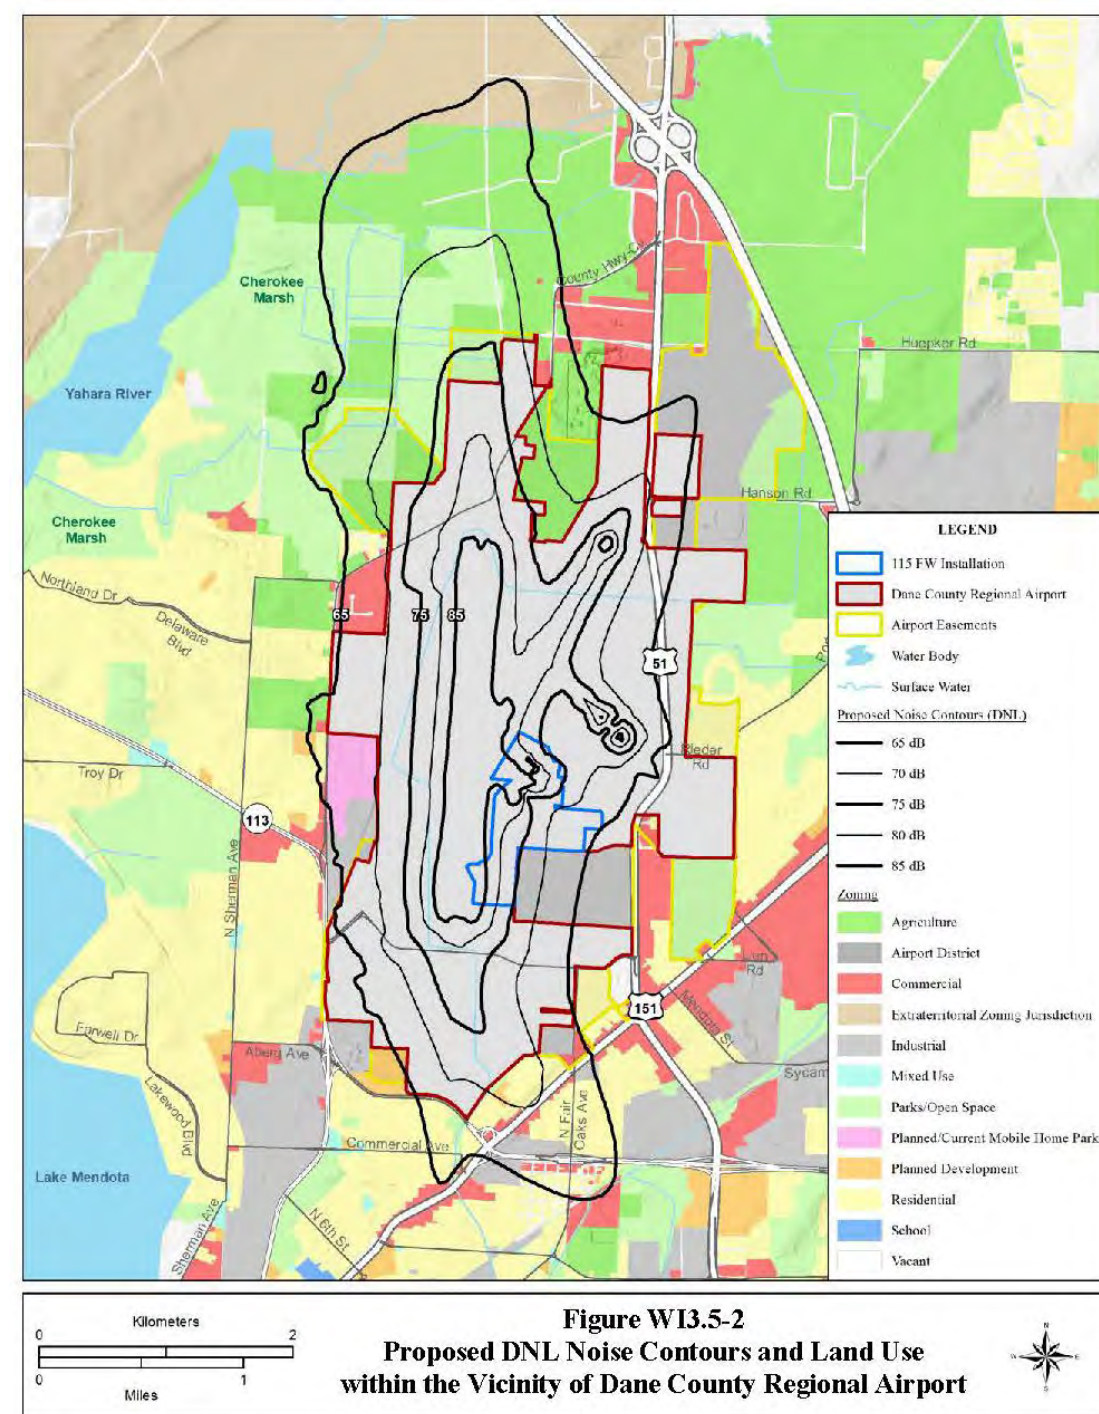 Cherokee
Marsh
County Hwy
Yahara River
Huepker Rd
Hanson Rd
Cherokee
Marsh
Northland Dr
Delaware
Blvd
65
75
85
51
Rieder
Rd
Troy Dr
113
N Sherman Ave
Lien
Rd
151
Mendota St
Farwell Dr
Aberg Ave
Sycam
Lakewood Blvd
N Fair
Oaks Ave
Commercial Ave
Lake Mendota
Sherman Ave
N 6th St
LEGEND
115 FW Installation
Dane County Regional Airport
Airport Easements
Water Body
Surface Water
Proposed Noise Contours (DNL)
65 dB
70 dB
75 dB
80 dB
85 dB
Zoning
Agriculture
Airport District
Commercial
Extraterritorial Zoning Jurisdiction
Industrial
Mixed Use
Parks/Open Space
Planned/Current Mobile Home Park
Planned Development
Residential
School
Vacant
Kilometers
0 2
0 1
Miles
Figure WI3.5-2
Proposed DNL Noise Contours and Land Use
within the Vicinity of Dane County Regional Airport
N
W E
S